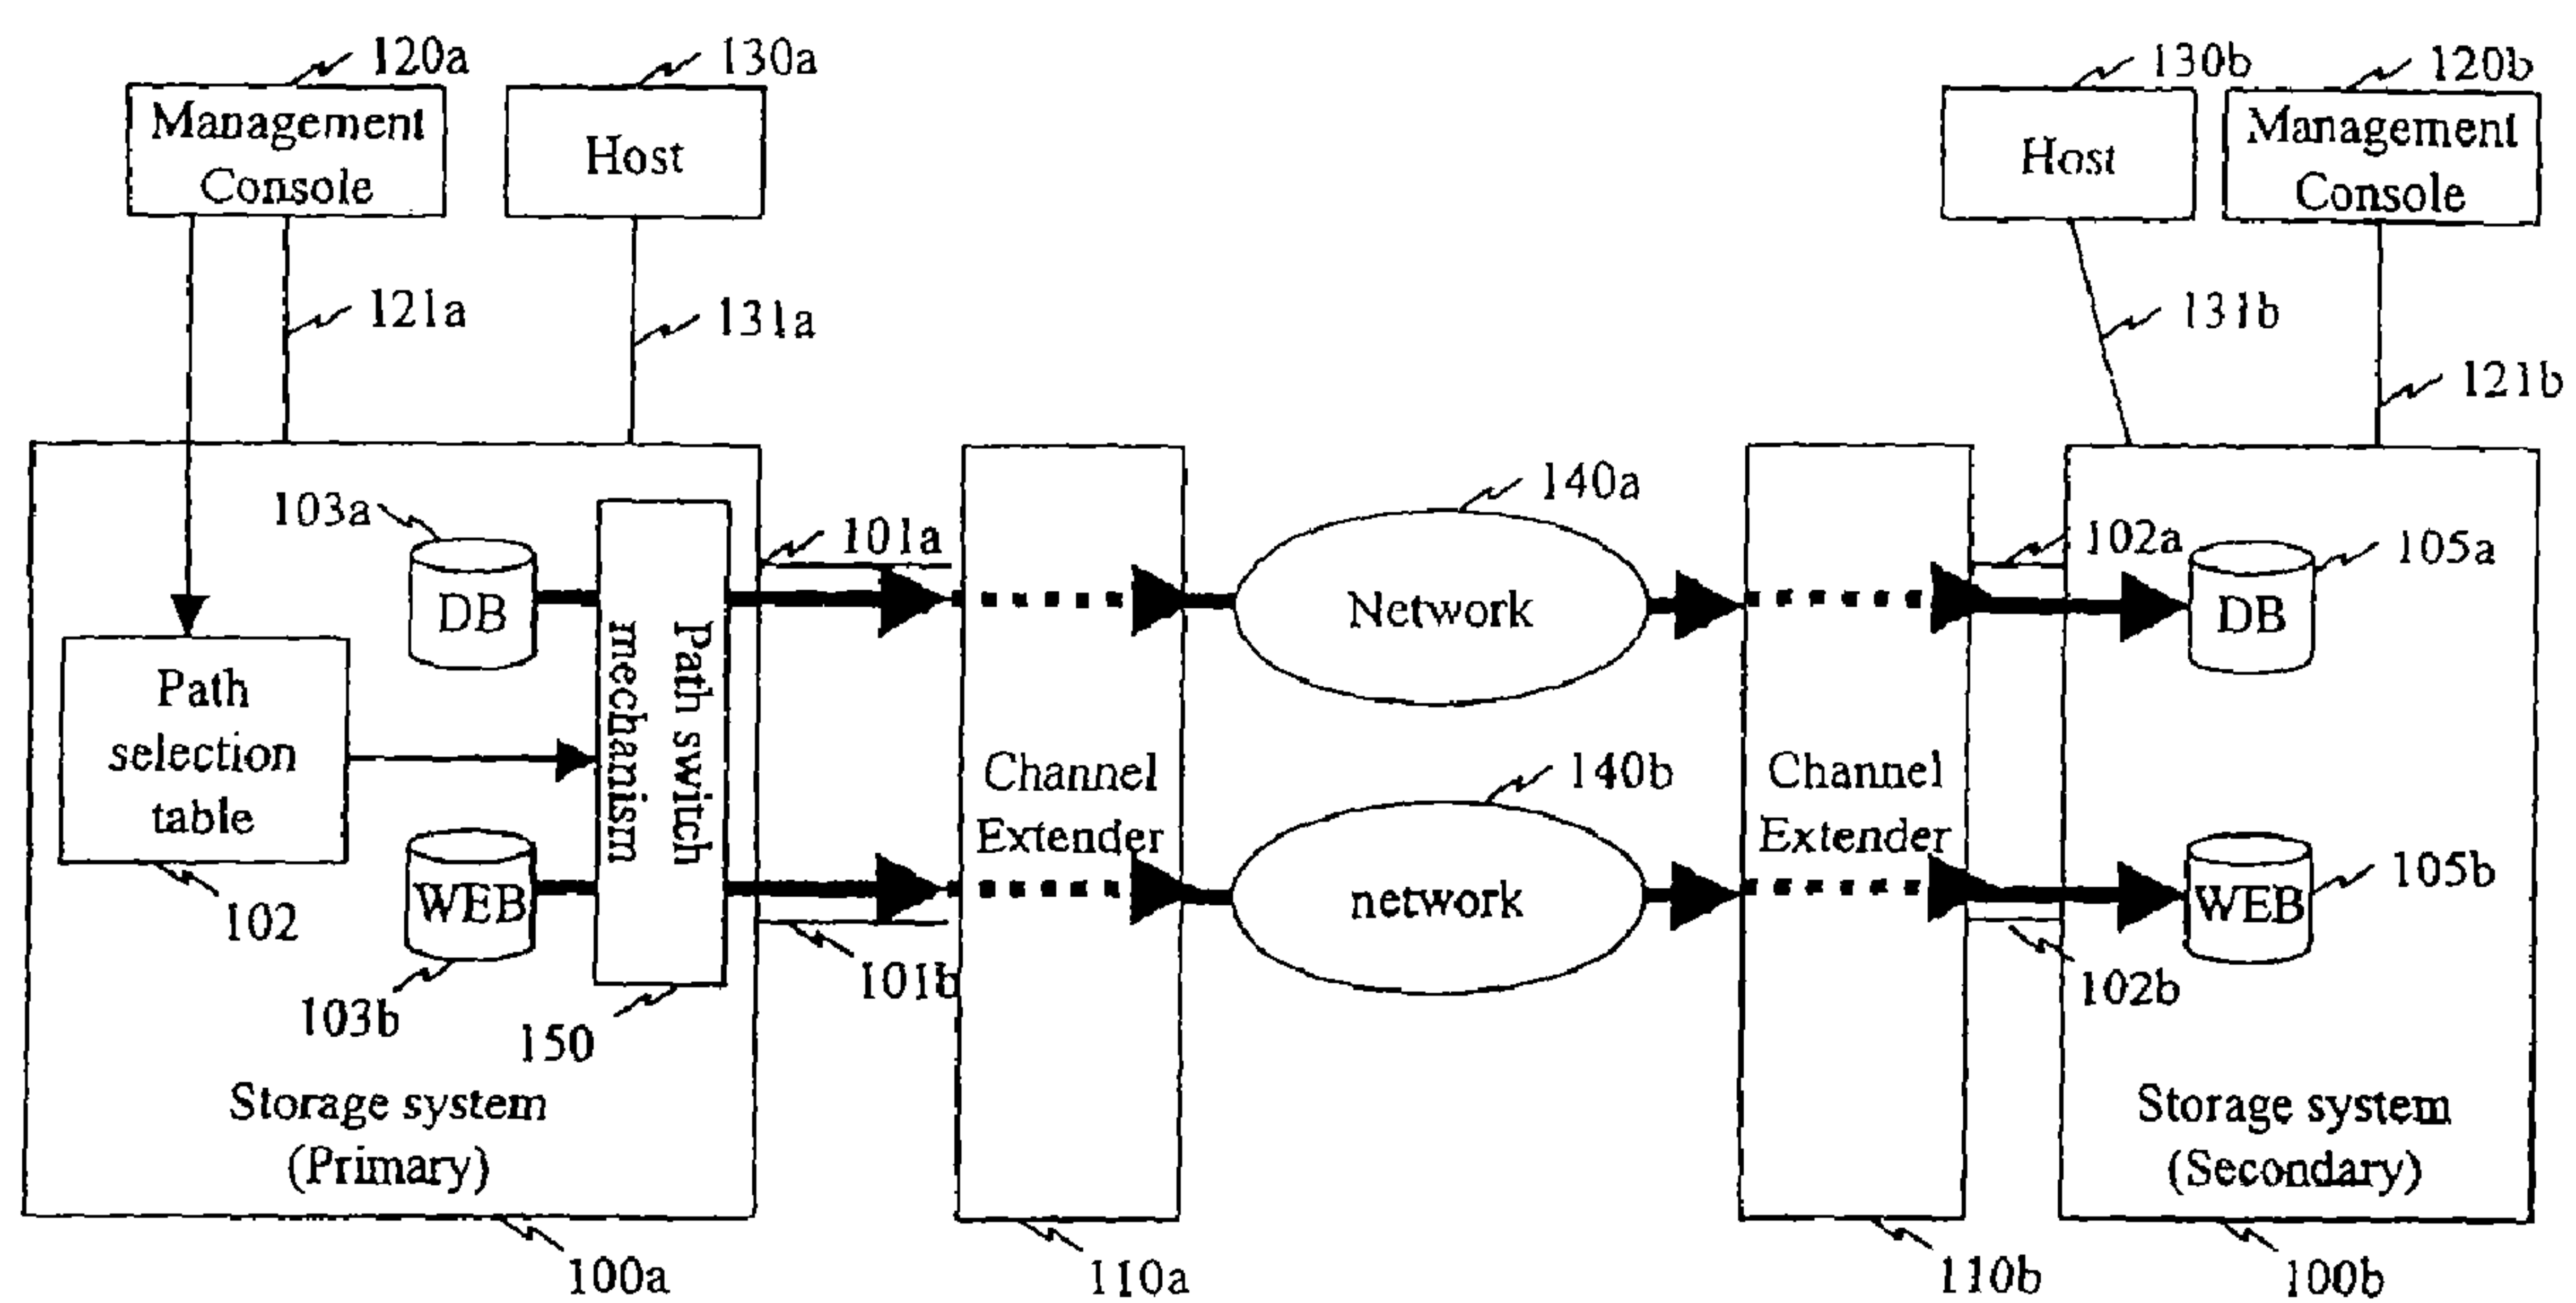 120a
130a
130b
120b
Management
Console
Host
Host
Management
Console
121a
131a
131b
121b
103a
101a
140a
102a
105a
DB
Path switch
mechanism
Network
DB
Path
selection
table
Channel
Extender
140b
Channel
Extender
WEB
network
WEB
105b
102
101b
102b
103b
150
Storage system
(Primary)
Storage system
(Secondary)
100a
110a
110b
100b